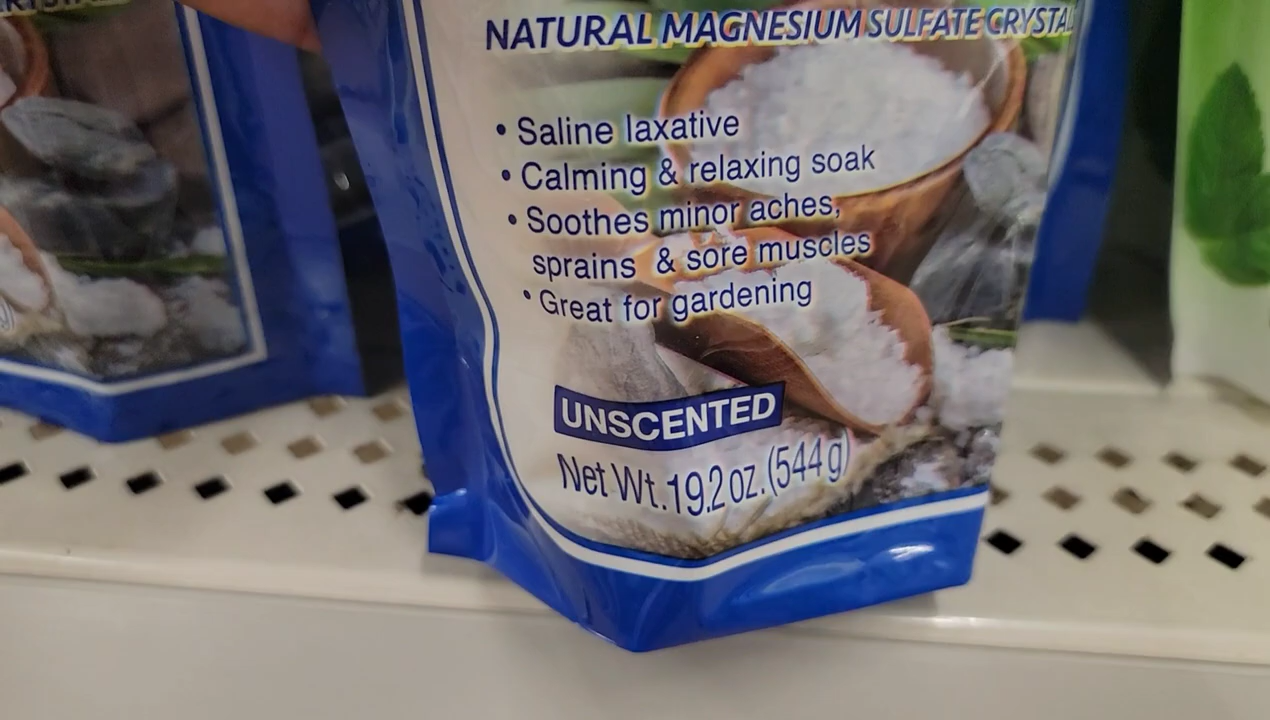 NATURAL MAGNESIUM SULFATE CRYSTAL
• Saline laxative
• Calming & relaxing soak
• Soothes minor aches,
sprains & sore muscles
• Great for gardening
UNSCENTED
Net Wt.19.2 oz.(544 g)